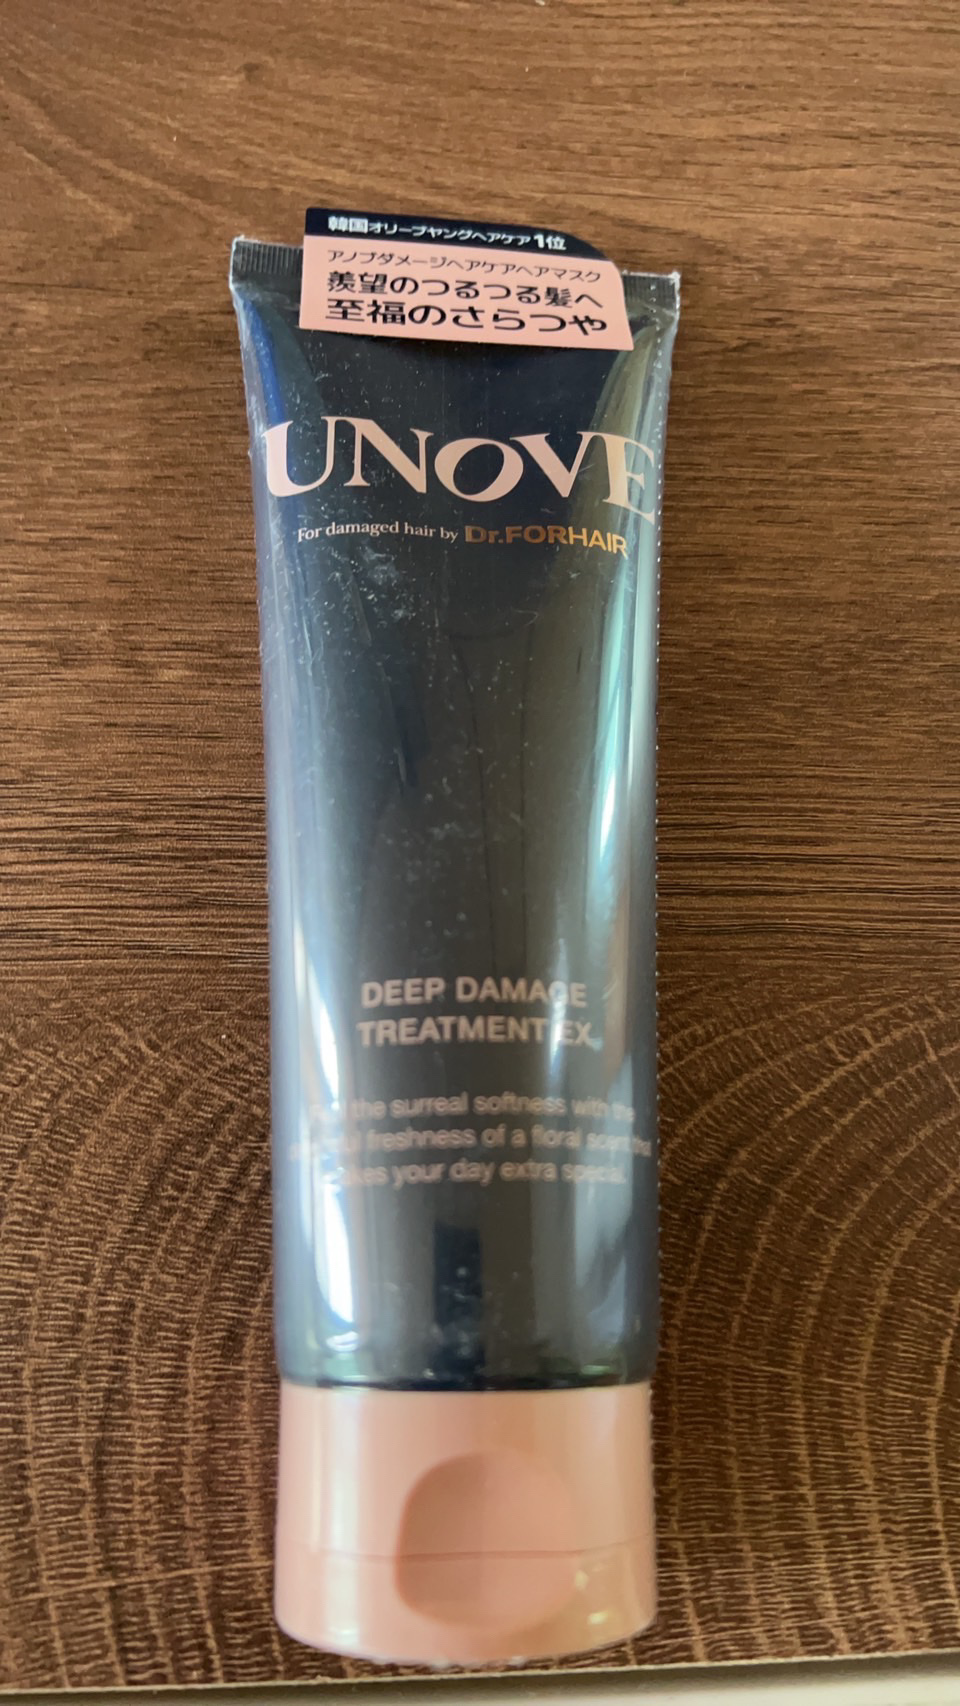 韓国オリーブヤングヘアケア1位
アノブダメージヘアケアヘアマスク
羨望のつるつる髪へ
至福のさらつや
UNOVE
For damaged hair by Dr.FORHAIR
DEEP DAMAGE
TREATMENT EX
the surreal softness with the
freshness of a floral scent that
your day extra special.